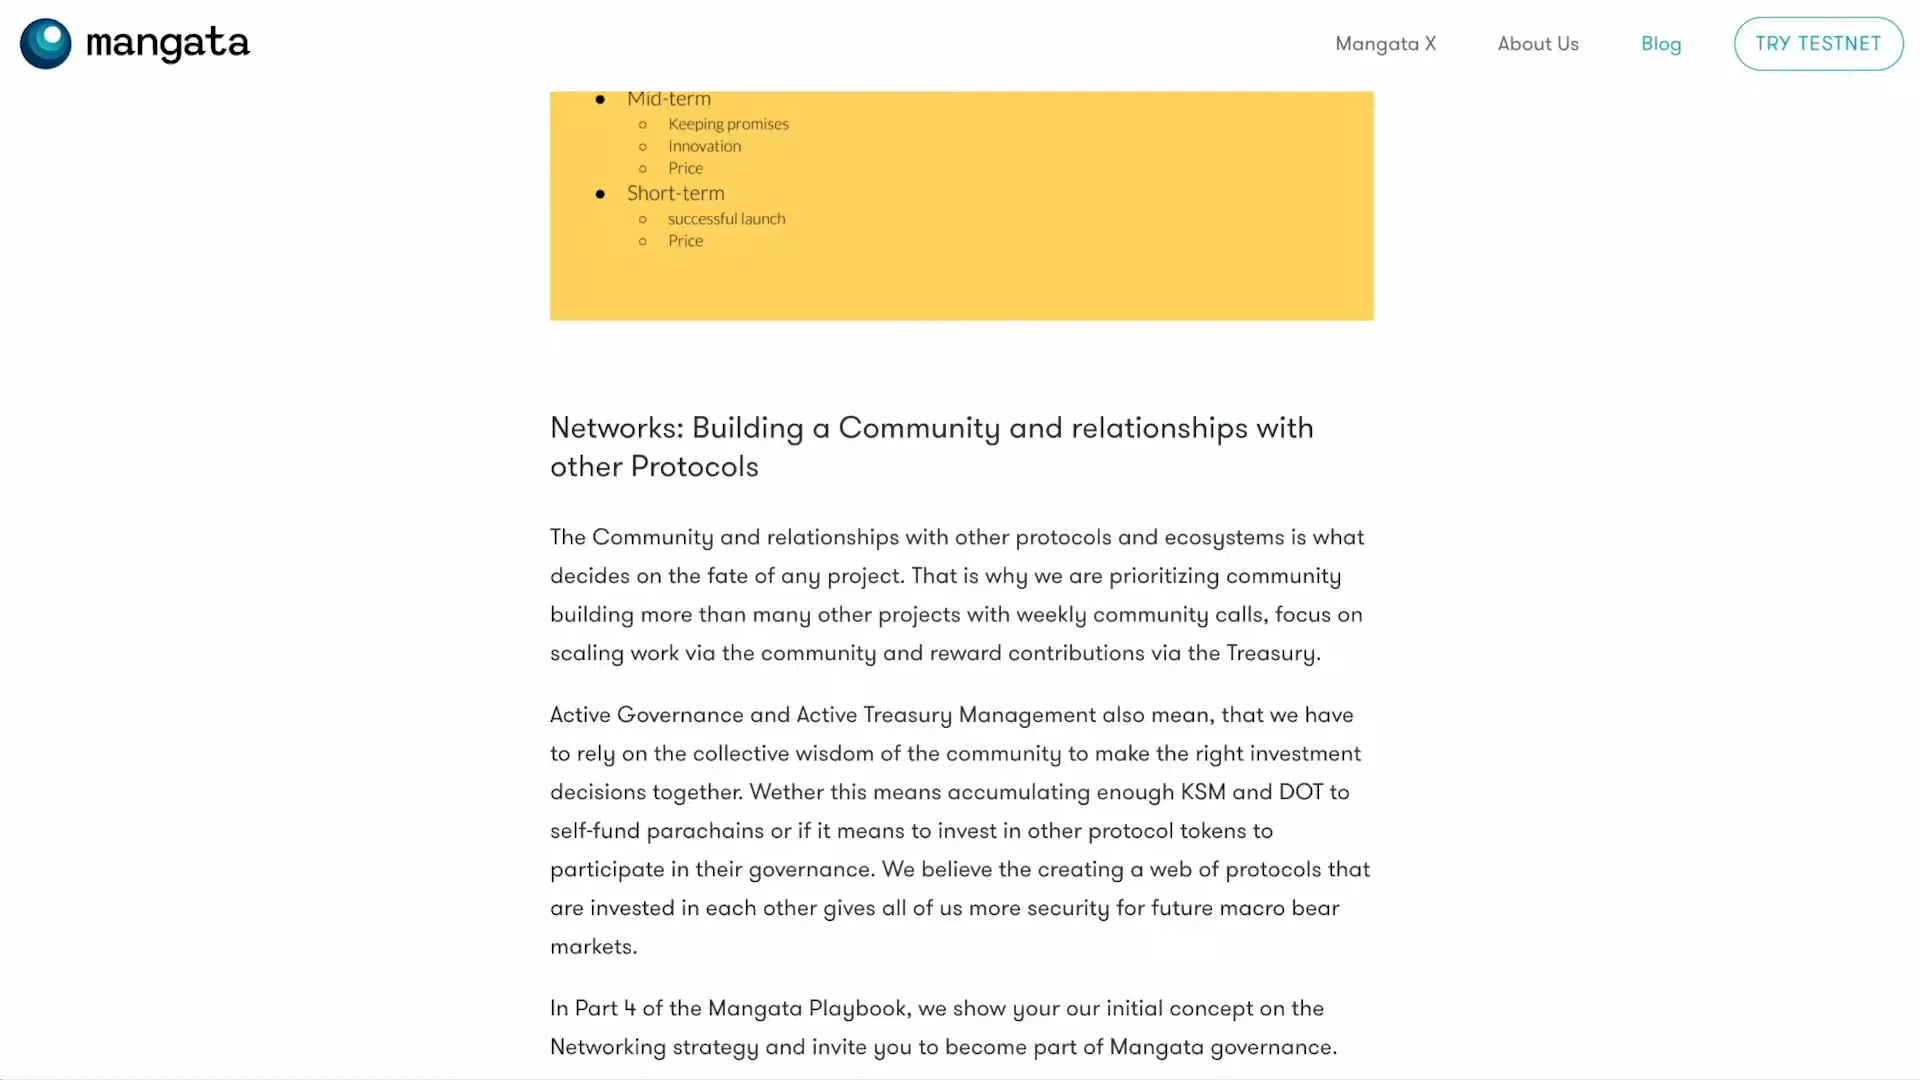 mangata
Mangata X
About Us
Blog
TRY TESTNET
Mid-term
Keeping promises
Innovation
Price
Short-term
successful launch
Price
Networks: Building a Community and relationships with
other Protocols
The Community and relationships with other protocols and ecosystems is what
decides on the fate of any project. That is why we are prioritizing community
building more than many other projects with weekly community calls, focus on
scaling work via the community and reward contributions via the Treasury.
Active Governance and Active Treasury Management also mean, that we have
to rely on the collective wisdom of the community to make the right investment
decisions together. Wether this means accumulating enough KSM and DOT to
self-fund parachains or if it means to invest in other protocol tokens to
participate in their governance. We believe the creating a web of protocols that
are invested in each other gives all of us more security for future macro bear
markets.
In Part 4 of the Mangata Playbook, we show your our initial concept on the
Networking strategy and invite you to become part of Mangata governance.